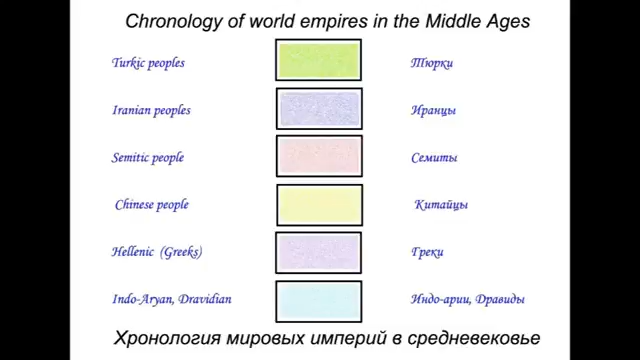 Chronology of world empires in the Middle Ages
Turkic peoples Тюрки
Iranian peoples Иранцы
Semitic people Семиты
Chinese people Китайцы
Hellenic (Greeks) Греки
Indo-Aryan, Dravidian Индо-арии, Дравиды
Хронология мировых империй в средневековье